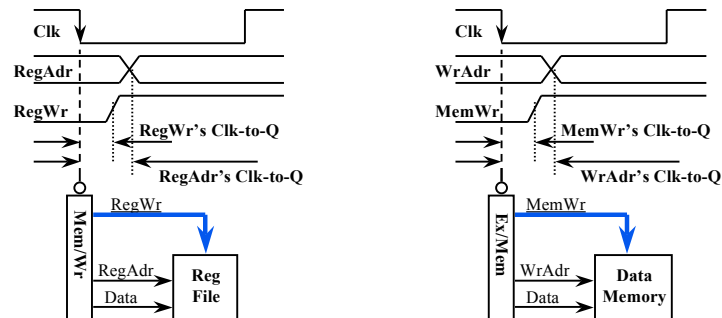 Clk
RegAdr
RegWr
RegWr's Clk-to-Q
RegAdr's Clk-to-Q
Mem/Wr
RegWr
RegAdr
Data
Reg
File
Clk
WrAdr
MemWr
MemWr's Clk-to-Q
WrAdr's Clk-to-Q
Ex/Mem
MemWr
WrAdr
Data
Data
Memory